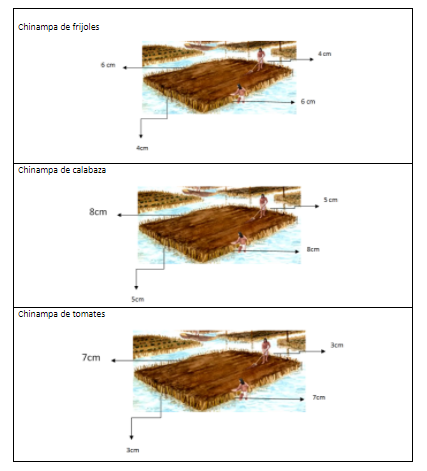 Chinampa de frijoles
4 cm
6 cm
6 cm
4cm
Chinampa de calabaza
5 cm
8cm
8cm
5cm
Chinampa de tomates
3cm
7cm
7cm
3cm